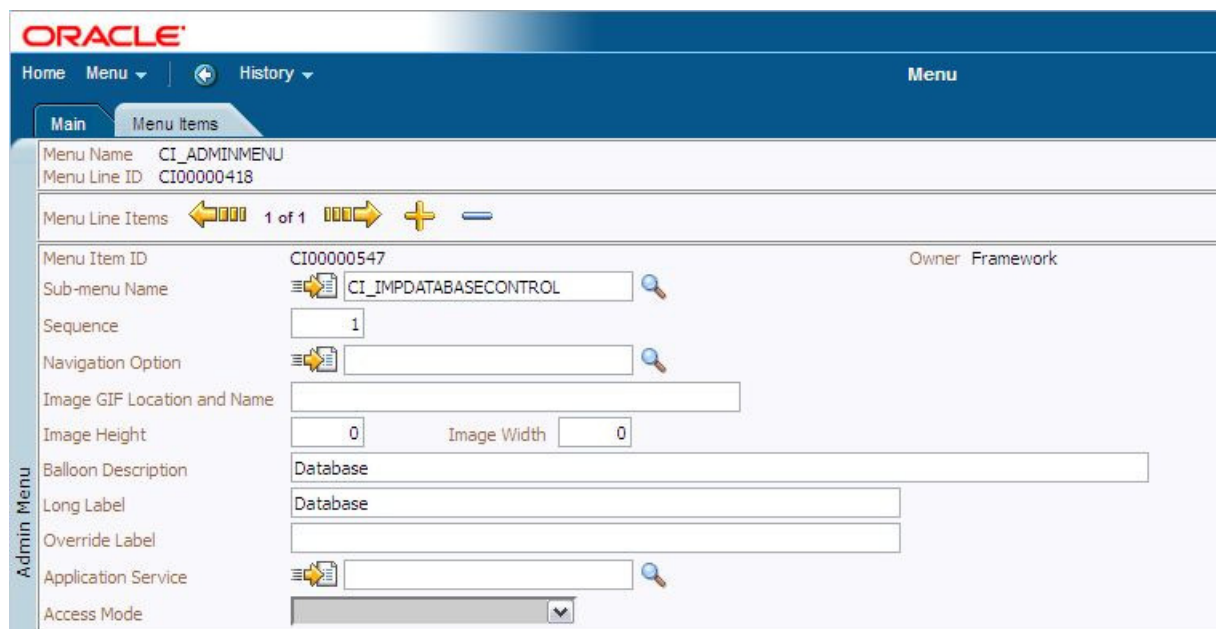 ORACLE
Home Menu History Menu
Main Menu Items
Menu Name CI_ADMINMENU
Menu Line ID CI00000418
Menu Line Items 1 of 1
Menu Item ID CI00000547 Owner Framework
Sub-menu Name CI_IMPDATABASECONTROL
Sequence 1
Navigation Option
Image GIF Location and Name
Image Height 0 Image Width 0
Balloon Description Database
Long Label Database
Override Label
Application Service
Access Mode
Admin Menu